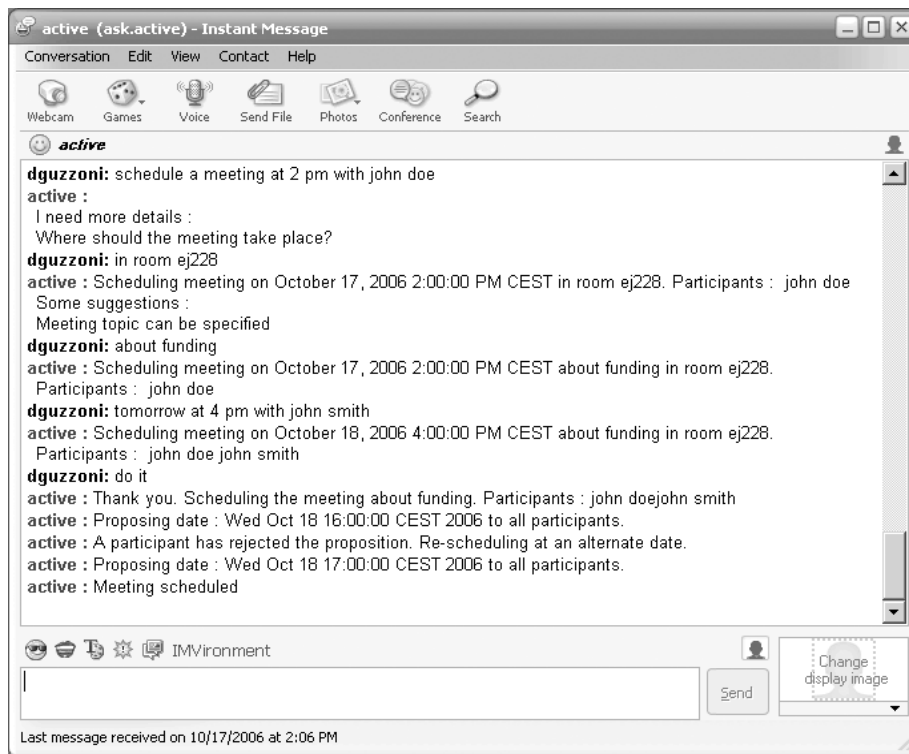 active (ask.active) - Instant Message
Conversation Edit View Contact Help
Webcam Games Voice Send File Photos Conference Search
active
dguzzoni: schedule a meeting at 2 pm with john doe
active :
I need more details :
Where should the meeting take place?
dguzzoni: in room ej228
active : Scheduling meeting on October 17, 2006 2:00:00 PM CEST in room ej228. Participants : john doe
Some suggestions :
Meeting topic can be specified
dguzzoni: about funding
active : Scheduling meeting on October 17, 2006 2:00:00 PM CEST about funding in room ej228.
Participants : john doe
dguzzoni: tomorrow at 4 pm with john smith
active : Scheduling meeting on October 18, 2006 4:00:00 PM CEST about funding in room ej228.
Participants : john doe john smith
dguzzoni: do it
active : Thank you. Scheduling the meeting about funding. Participants : john doejohn smith
active : Proposing date : Wed Oct 18 16:00:00 CEST 2006 to all participants.
active : A participant has rejected the proposition. Re-scheduling at an alternate date.
active : Proposing date : Wed Oct 18 17:00:00 CEST 2006 to all participants.
active : Meeting scheduled
IMVironment
Change
display image
Send
Last message received on 10/17/2006 at 2:06 PM